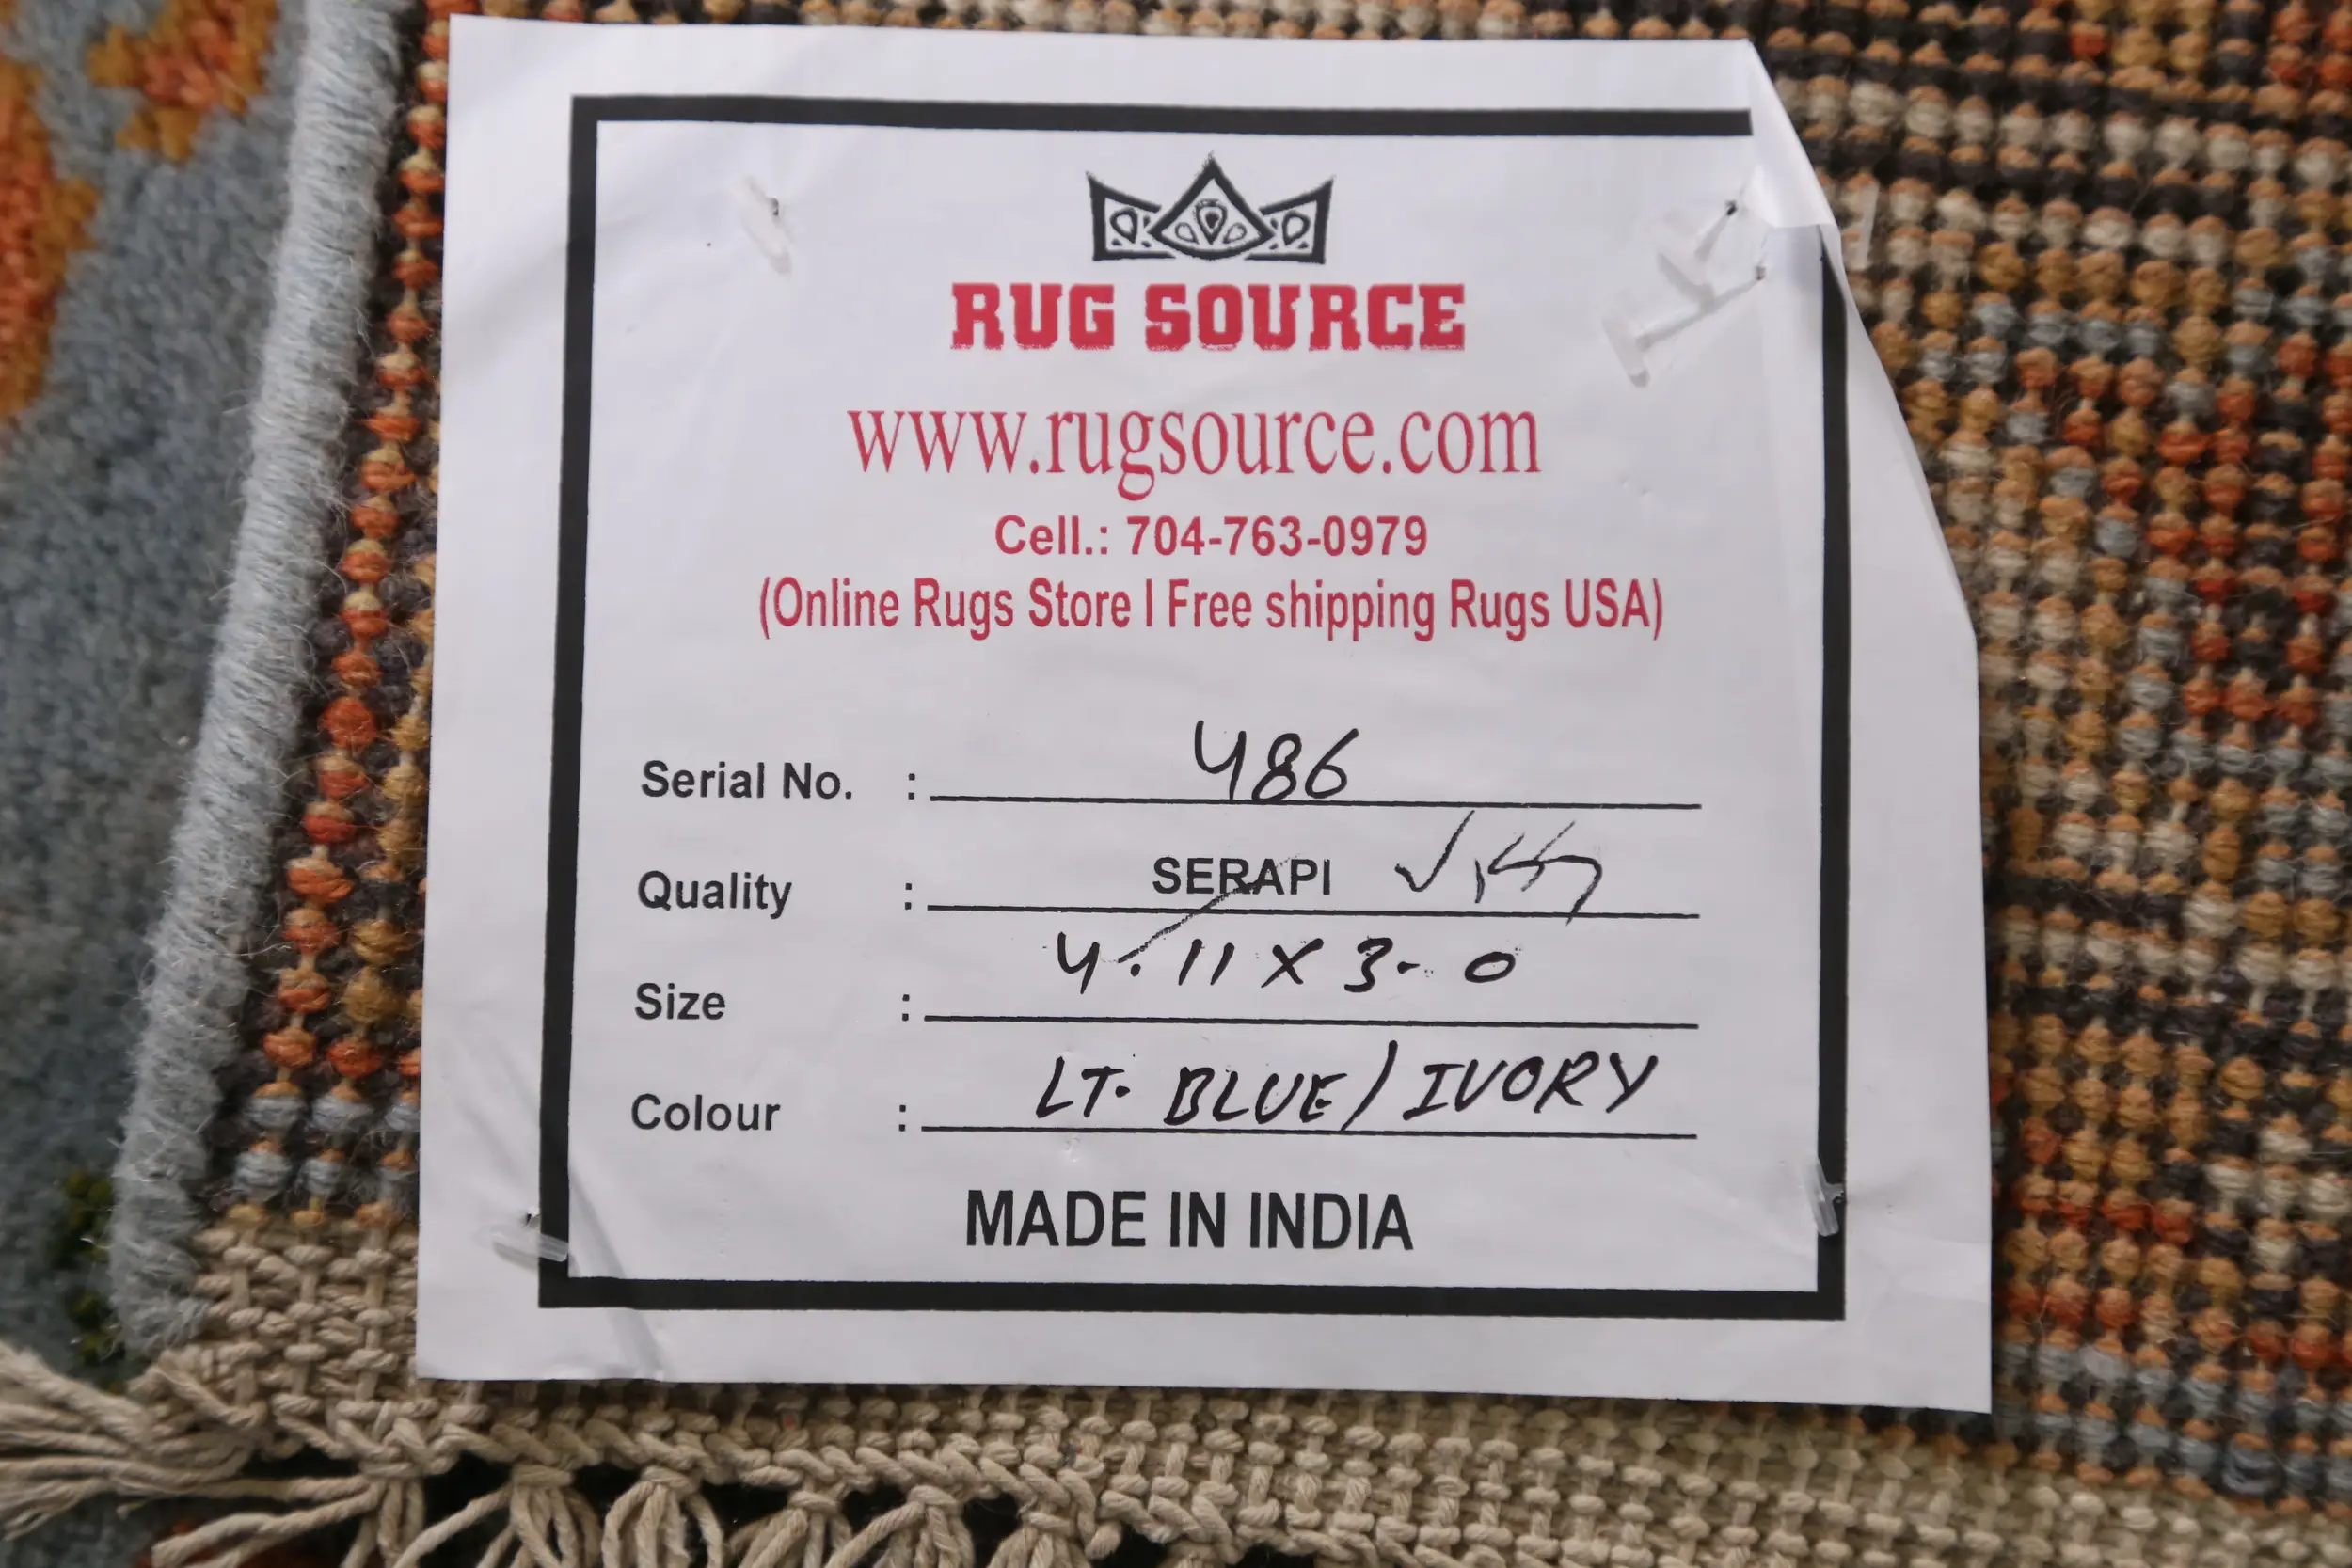 RUG SOURCE
www.rugsource.com
Cell.: 704-763-0979
(Online Rugs Store I Free shipping Rugs USA)
Serial No. : 486
Quality : SERAPI
Size : 4.11 X 3-0
Colour : LT. BLUE / IVORY
MADE IN INDIA